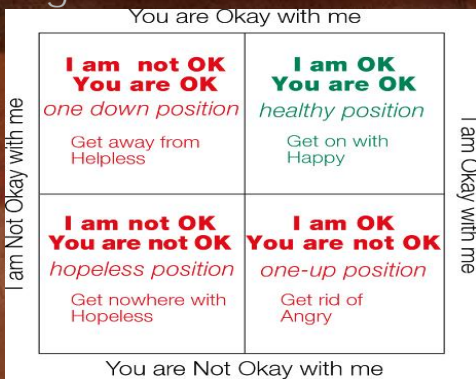 You are Okay with me
I am not OK
You are OK
one down position
Get away from
Helpless
I am OK
You are OK
healthy position
Get on with
Happy
I am Not Okay with me
I am Okay with me
I am not OK
You are not OK
hopeless position
Get nowhere with
Hopeless
I am OK
You are not OK
one-up position
Get rid of
Angry
You are Not Okay with me